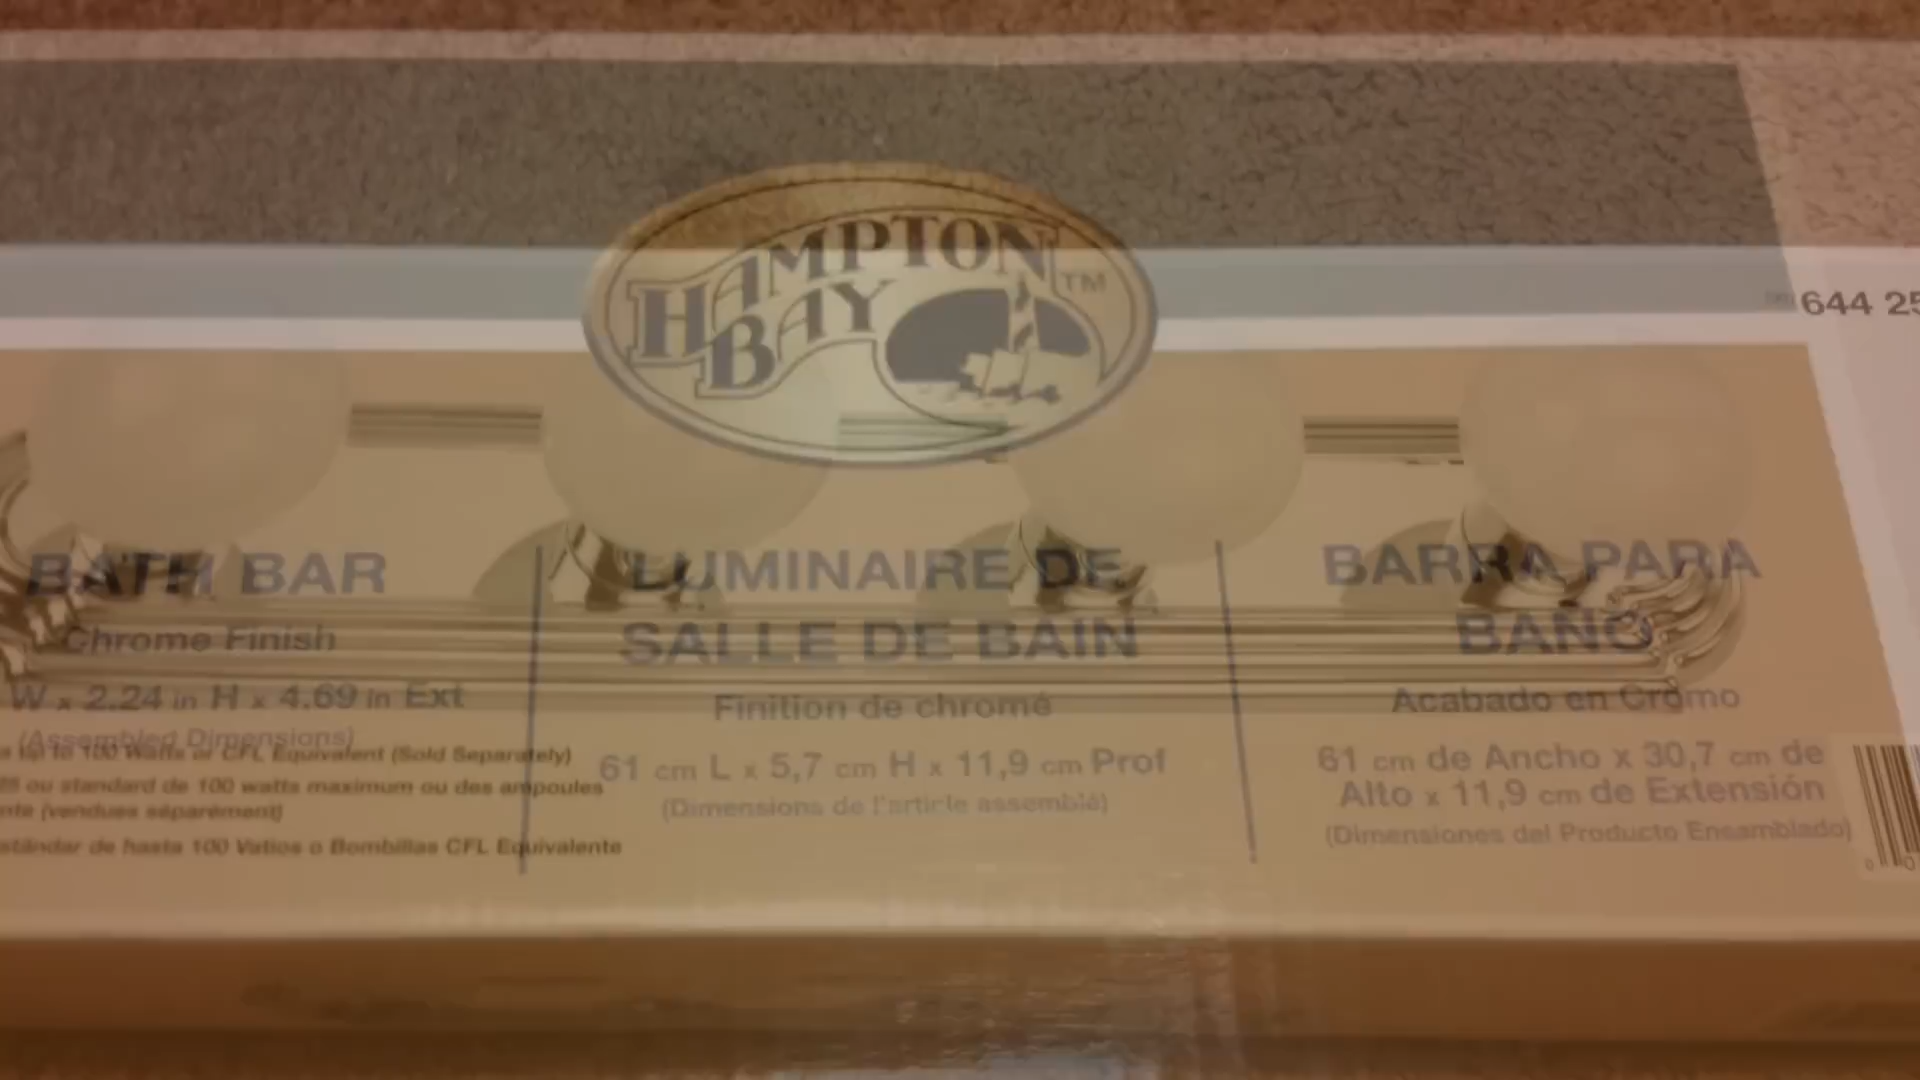 HAMPTON
BAY
TM
644 25
BATH BAR
Chrome Finish
W x 2.24 in H x 4.69 in Ext
(Assembled Dimensions)
to 100 Watts or CFL Equivalent (Sold Separately)
ou standard de 100 watts maximum ou des ampoules
(vendues séparément)
stándar de hasta 100 Vatios o Bombillas CFL Equivalente
LUMINAIRE DE
SALLE DE BAIN
Finition de chromé
61 cm L x 5,7 cm H x 11,9 cm Prof
(Dimensions de l'article assemblé)
BARRA PARA
BAÑO
Acabado en Cromo
61 cm de Ancho x 30,7 cm de
Alto x 11,9 cm de Extensión
(Dimensiones del Producto Ensamblado)